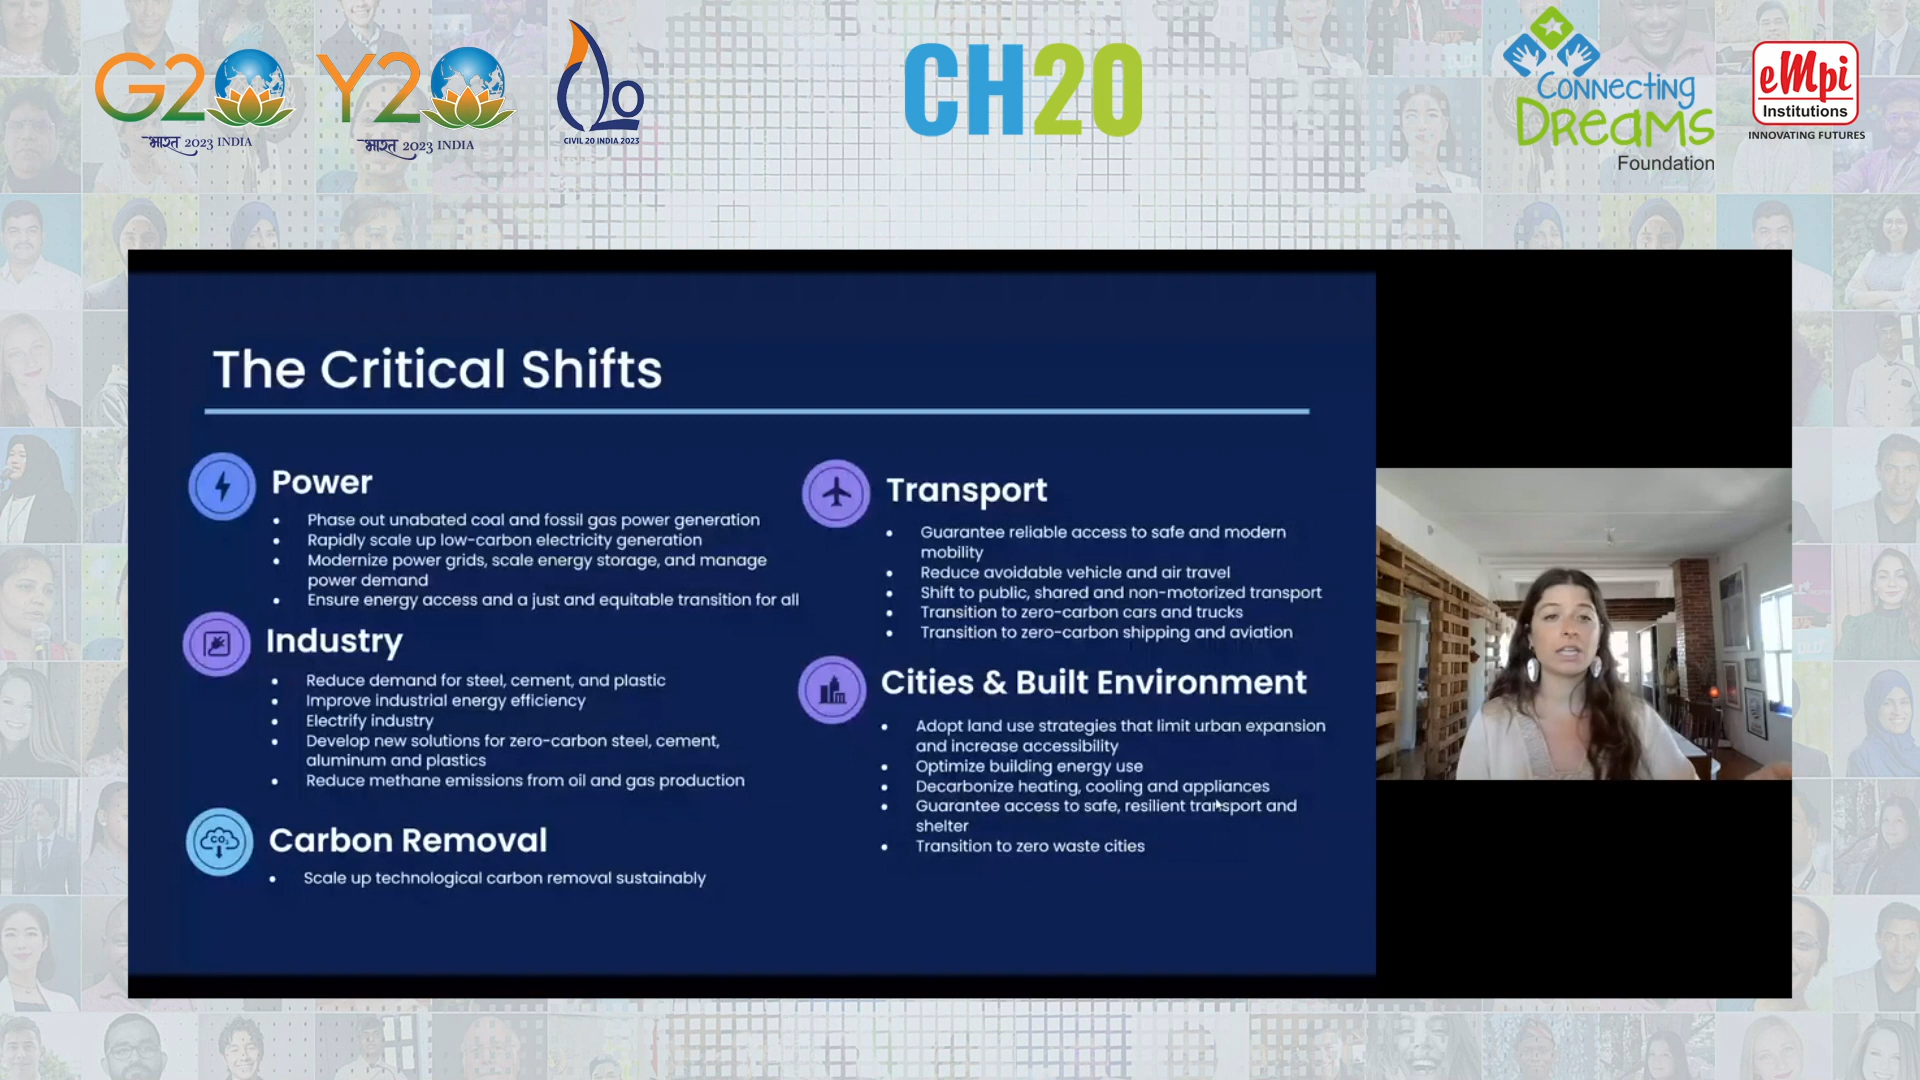 G20
भारत 2023 INDIA
Y20
भारत 2023 INDIA
C20
CIVIL 20 INDIA 2023
CH20
Connecting
Dreams
Foundation
eMpi
Institutions
INNOVATING FUTURES
The Critical Shifts
Power
• Phase out unabated coal and fossil gas power generation
• Rapidly scale up low-carbon electricity generation
• Modernize power grids, scale energy storage, and manage
power demand
• Ensure energy access and a just and equitable transition for all
Industry
• Reduce demand for steel, cement, and plastic
• Improve industrial energy efficiency
• Electrify industry
• Develop new solutions for zero-carbon steel, cement,
aluminum and plastics
• Reduce methane emissions from oil and gas production
CO₂
Carbon Removal
• Scale up technological carbon removal sustainably
Transport
• Guarantee reliable access to safe and modern
mobility
• Reduce avoidable vehicle and air travel
• Shift to public, shared and non-motorized transport
• Transition to zero-carbon cars and trucks
• Transition to zero-carbon shipping and aviation
Cities & Built Environment
• Adopt land use strategies that limit urban expansion
and increase accessibility
• Optimize building energy use
• Decarbonize heating, cooling and appliances
• Guarantee access to safe, resilient transport and
shelter
• Transition to zero waste cities